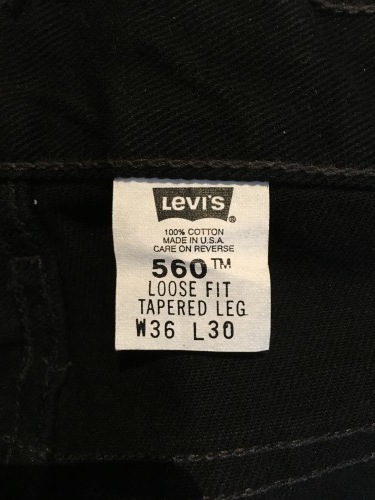 Levi's ®
100% COTTON
MADE IN U.S.A.
CARE ON REVERSE
560™
LOOSE FIT
TAPERED LEG
W36 L30